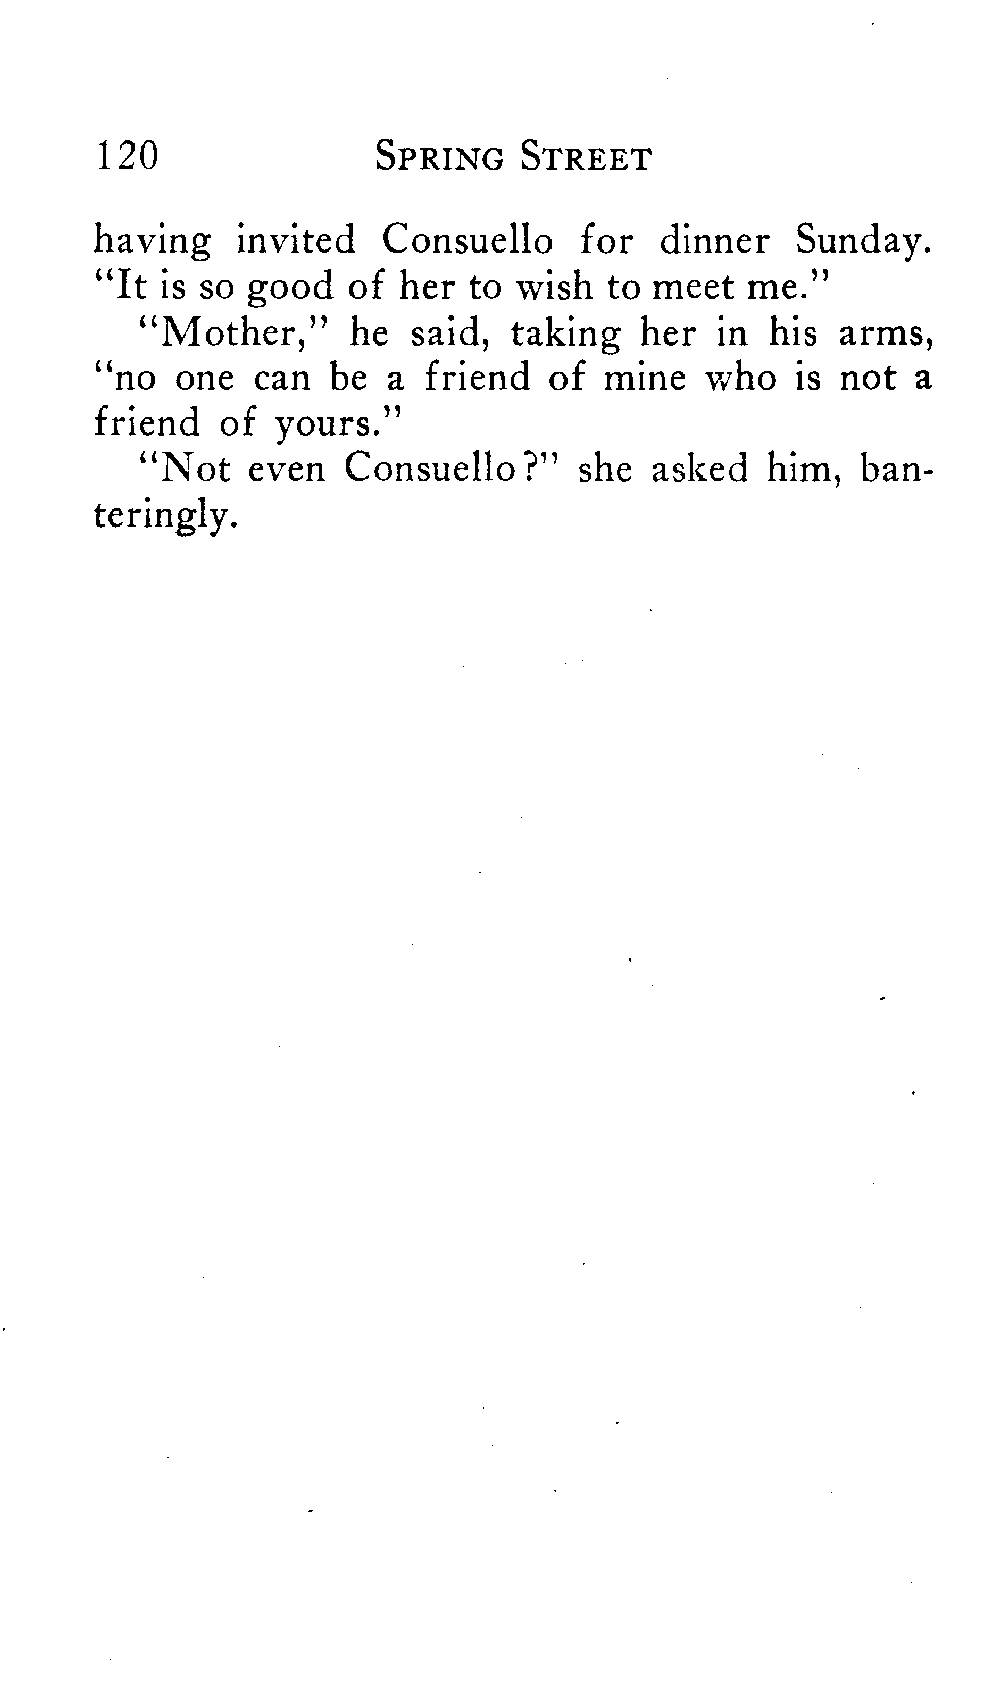 120 SPRING STREET
having invited Consuello for dinner Sunday.
“It is so good of her to wish to meet me.”
“Mother,” he said, taking her in his arms,
“no one can be a friend of mine who is not a
friend of yours.”
“Not even Consuello?” she asked him, ban-
teringly.